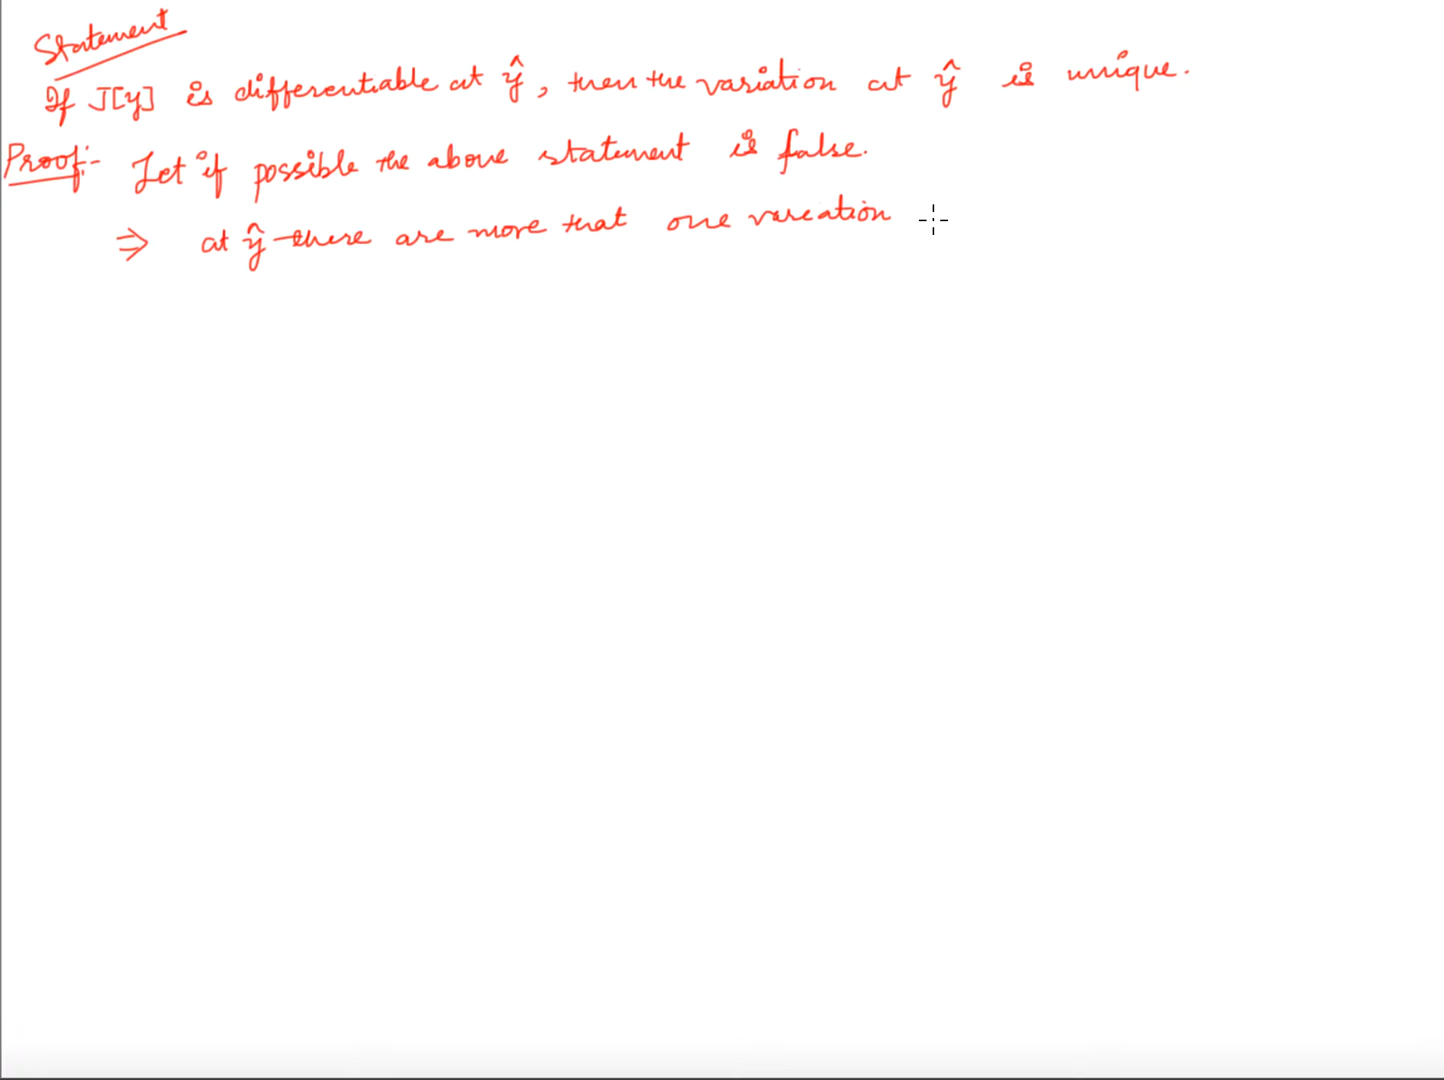 Statement
If J[y] is differentiable at ŷ, then the variation at ŷ is unique.
Proof:- Let if possible the above statement is false.
⇒ at ŷ there are more that one variation